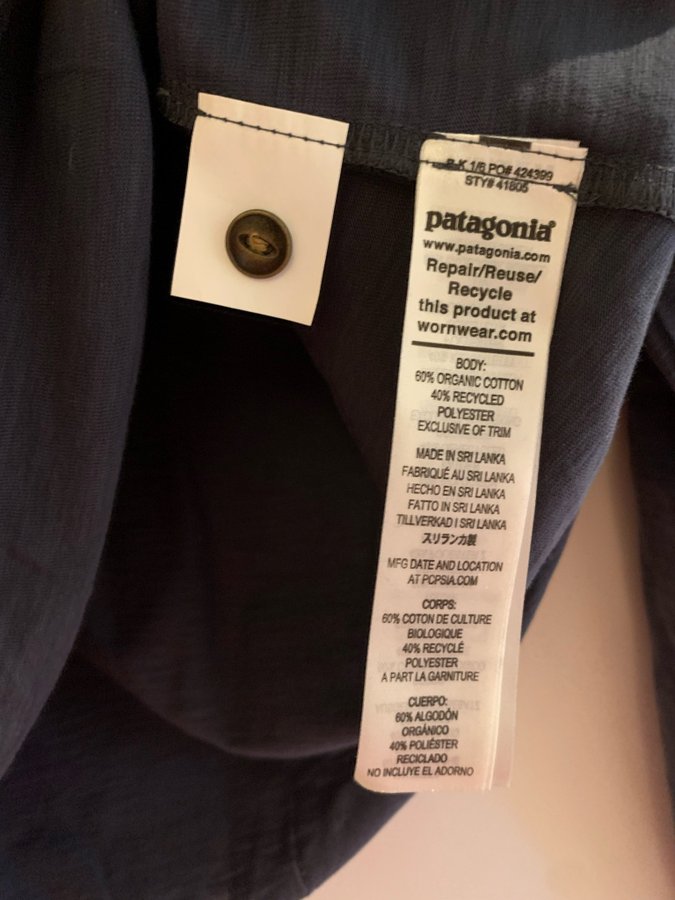 R-K 1/6 PO# 424399
STY# 41805
patagonia®
www.patagonia.com
Repair/Reuse/
Recycle
this product at
wornwear.com
BODY:
60% ORGANIC COTTON
40% RECYCLED
POLYESTER
EXCLUSIVE OF TRIM
MADE IN SRI LANKA
FABRIQUÉ AU SRI LANKA
HECHO EN SRI LANKA
FATTO IN SRI LANKA
TILLVERKAD I SRI LANKA
スリランカ製
MFG DATE AND LOCATION
AT PCPSIA.COM
CORPS:
60% COTON DE CULTURE
BIOLOGIQUE
40% RECYCLÉ
POLYESTER
A PART LA GARNITURE
CUERPO:
60% ALGODÓN
ORGÁNICO
40% POLIÉSTER
RECICLADO
NO INCLUYE EL ADORNO